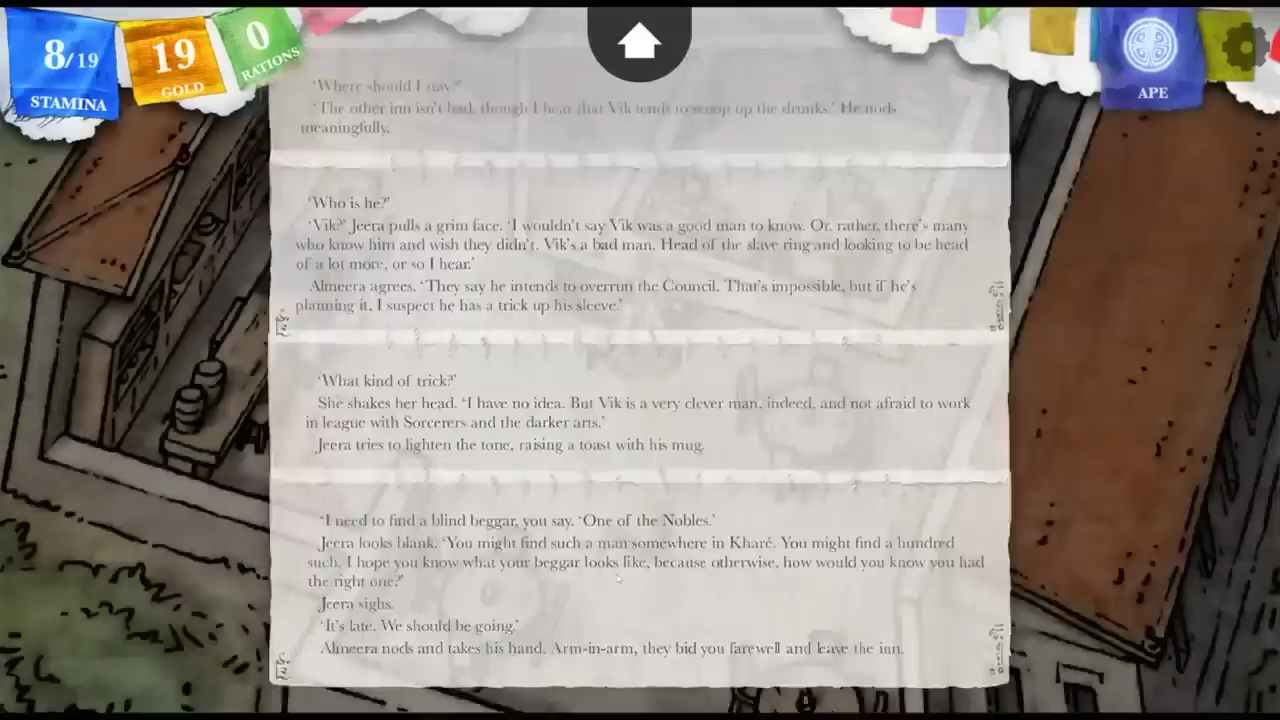 8/19
STAMINA
19
GOLD
0
RATIONS
APE
'Where should I stay?'
'The other inn isn't bad, though I hear that Vik tends to scoop up the drunks.' He nods
meaningfully.
'Who is he?'
'Vik?' Jeera pulls a grim face. 'I wouldn't say Vik was a good man to know. Or, rather, there's many
who know him and wish they didn't. Vik's a bad man. Head of the slave ring and looking to be head
of a lot more, or so I hear.'
Almeera agrees. 'They say he intends to overrun the Council. That's impossible, but if he's
planning it, I suspect he has a trick up his sleeve.'
'What kind of trick?'
She shakes her head. 'I have no idea. But Vik is a very clever man, indeed, and not afraid to work
in league with Sorcerers and the darker arts.'
Jeera tries to lighten the tone, raising a toast with his mug.
'I need to find a blind beggar, you say. 'One of the Nobles.'
Jeera looks blank. 'You might find such a man somewhere in Kharé. You might find a hundred
such. I hope you know what your beggar looks like, because otherwise, how would you know you had
the right one?'
Jeera sighs.
'It's late. We should be going.'
Almeera nods and takes his hand. Arm-in-arm, they bid you farewell and leave the inn.